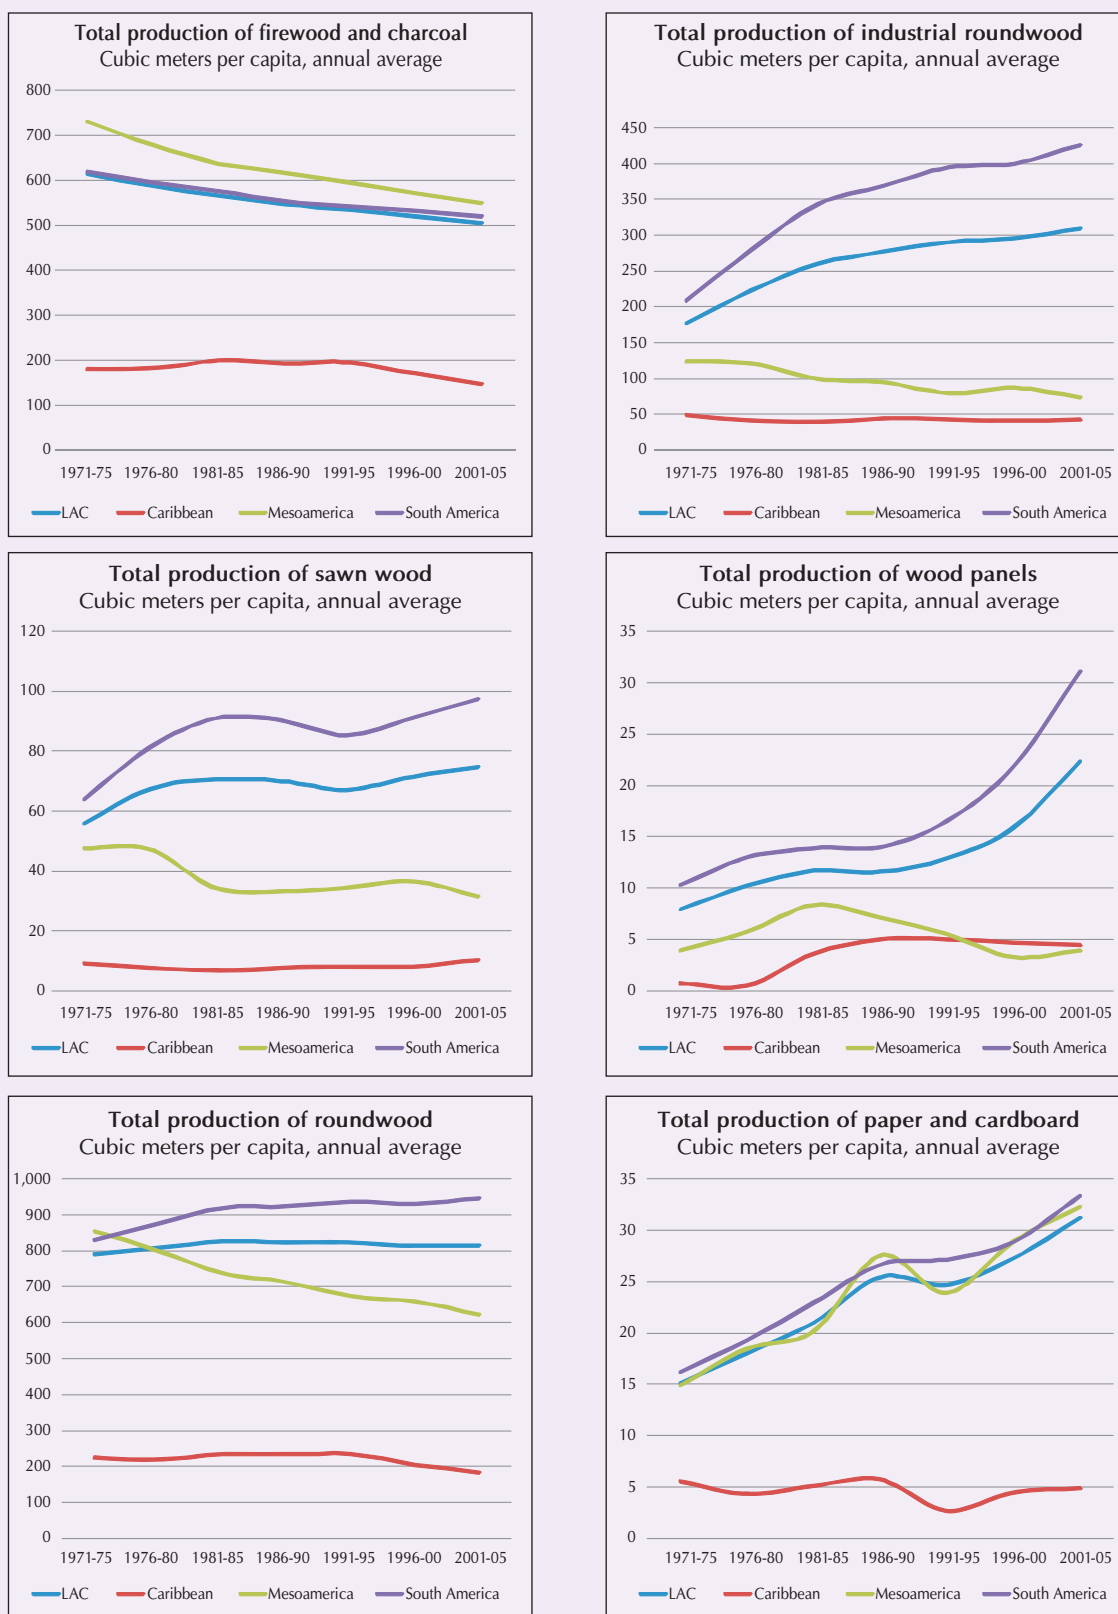 Total production of firewood and charcoal
Cubic meters per capita, annual average
800
700
600
500
400
300
200
100
0
1971-75 1976-80 1981-85 1986-90 1991-95 1996-00 2001-05
LAC Caribbean Mesoamerica South America
Total production of industrial roundwood
Cubic meters per capita, annual average
450
400
350
300
250
200
150
100
50
0
1971-75 1976-80 1981-85 1986-90 1991-95 1996-00 2001-05
LAC Caribbean Mesoamerica South America
Total production of sawn wood
Cubic meters per capita, annual average
120
100
80
60
40
20
0
1971-75 1976-80 1981-85 1986-90 1991-95 1996-00 2001-05
LAC Caribbean Mesoamerica South America
Total production of wood panels
Cubic meters per capita, annual average
35
30
25
20
15
10
5
0
1971-75 1976-80 1981-85 1986-90 1991-95 1996-00 2001-05
LAC Caribbean Mesoamerica South America
Total production of roundwood
Cubic meters per capita, annual average
1,000
900
800
700
600
500
400
300
200
100
0
1971-75 1976-80 1981-85 1986-90 1991-95 1996-00 2001-05
LAC Caribbean Mesoamerica South America
Total production of paper and cardboard
Cubic meters per capita, annual average
35
30
25
20
15
10
5
0
1971-75 1976-80 1981-85 1986-90 1991-95 1996-00 2001-05
LAC Caribbean Mesoamerica South America